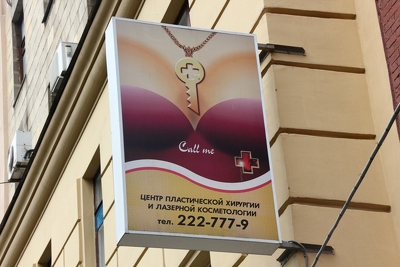 Call me
ЦЕНТР ПЛАСТИЧЕСКОЙ ХИРУРГИИ
И ЛАЗЕРНОЙ КОСМЕТОЛОГИИ
тел. 222-777-9